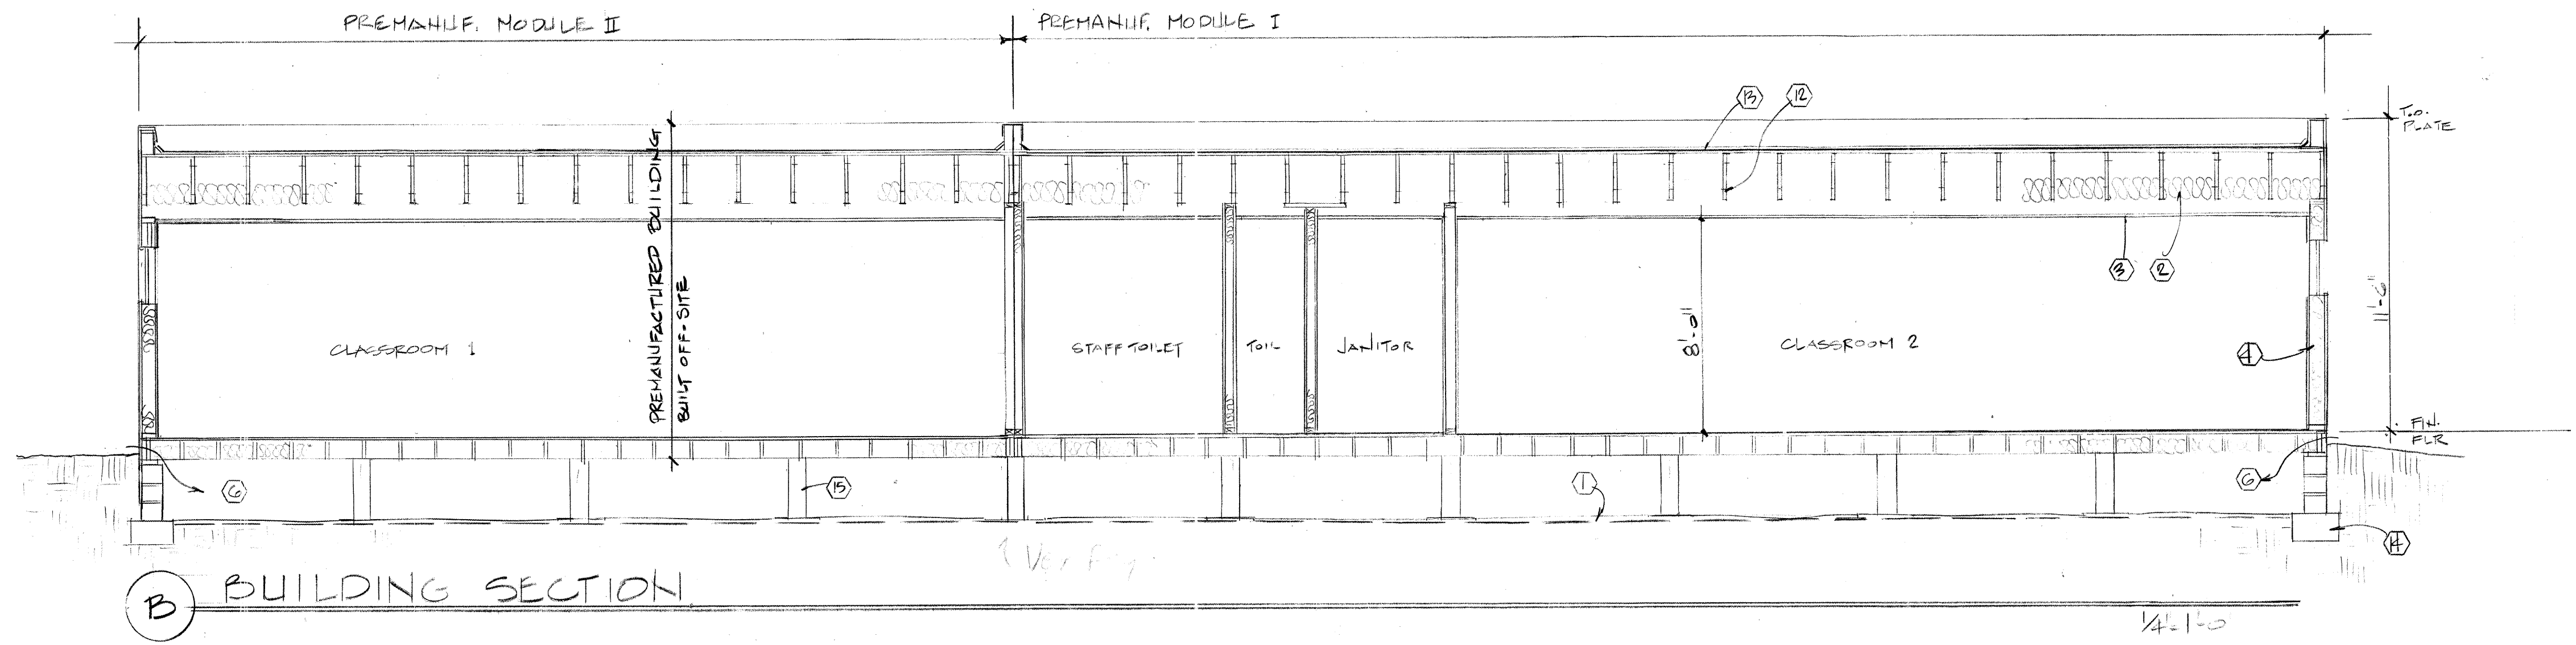 PREMANUF. MODULE II
PREMANUF. MODULE I
13
12
T.O.
PLATE
PREMANUFACTURED BUILDING
BUILT OFF-SITE
3
2
11'-6"
8'-0"
CLASSROOM 1
STAFF TOILET
TOIL
JANITOR
CLASSROOM 2
4
FIN.
FLR
6
15
1
6
14
Verify
B
BUILDING SECTION
1/4"=1'-0